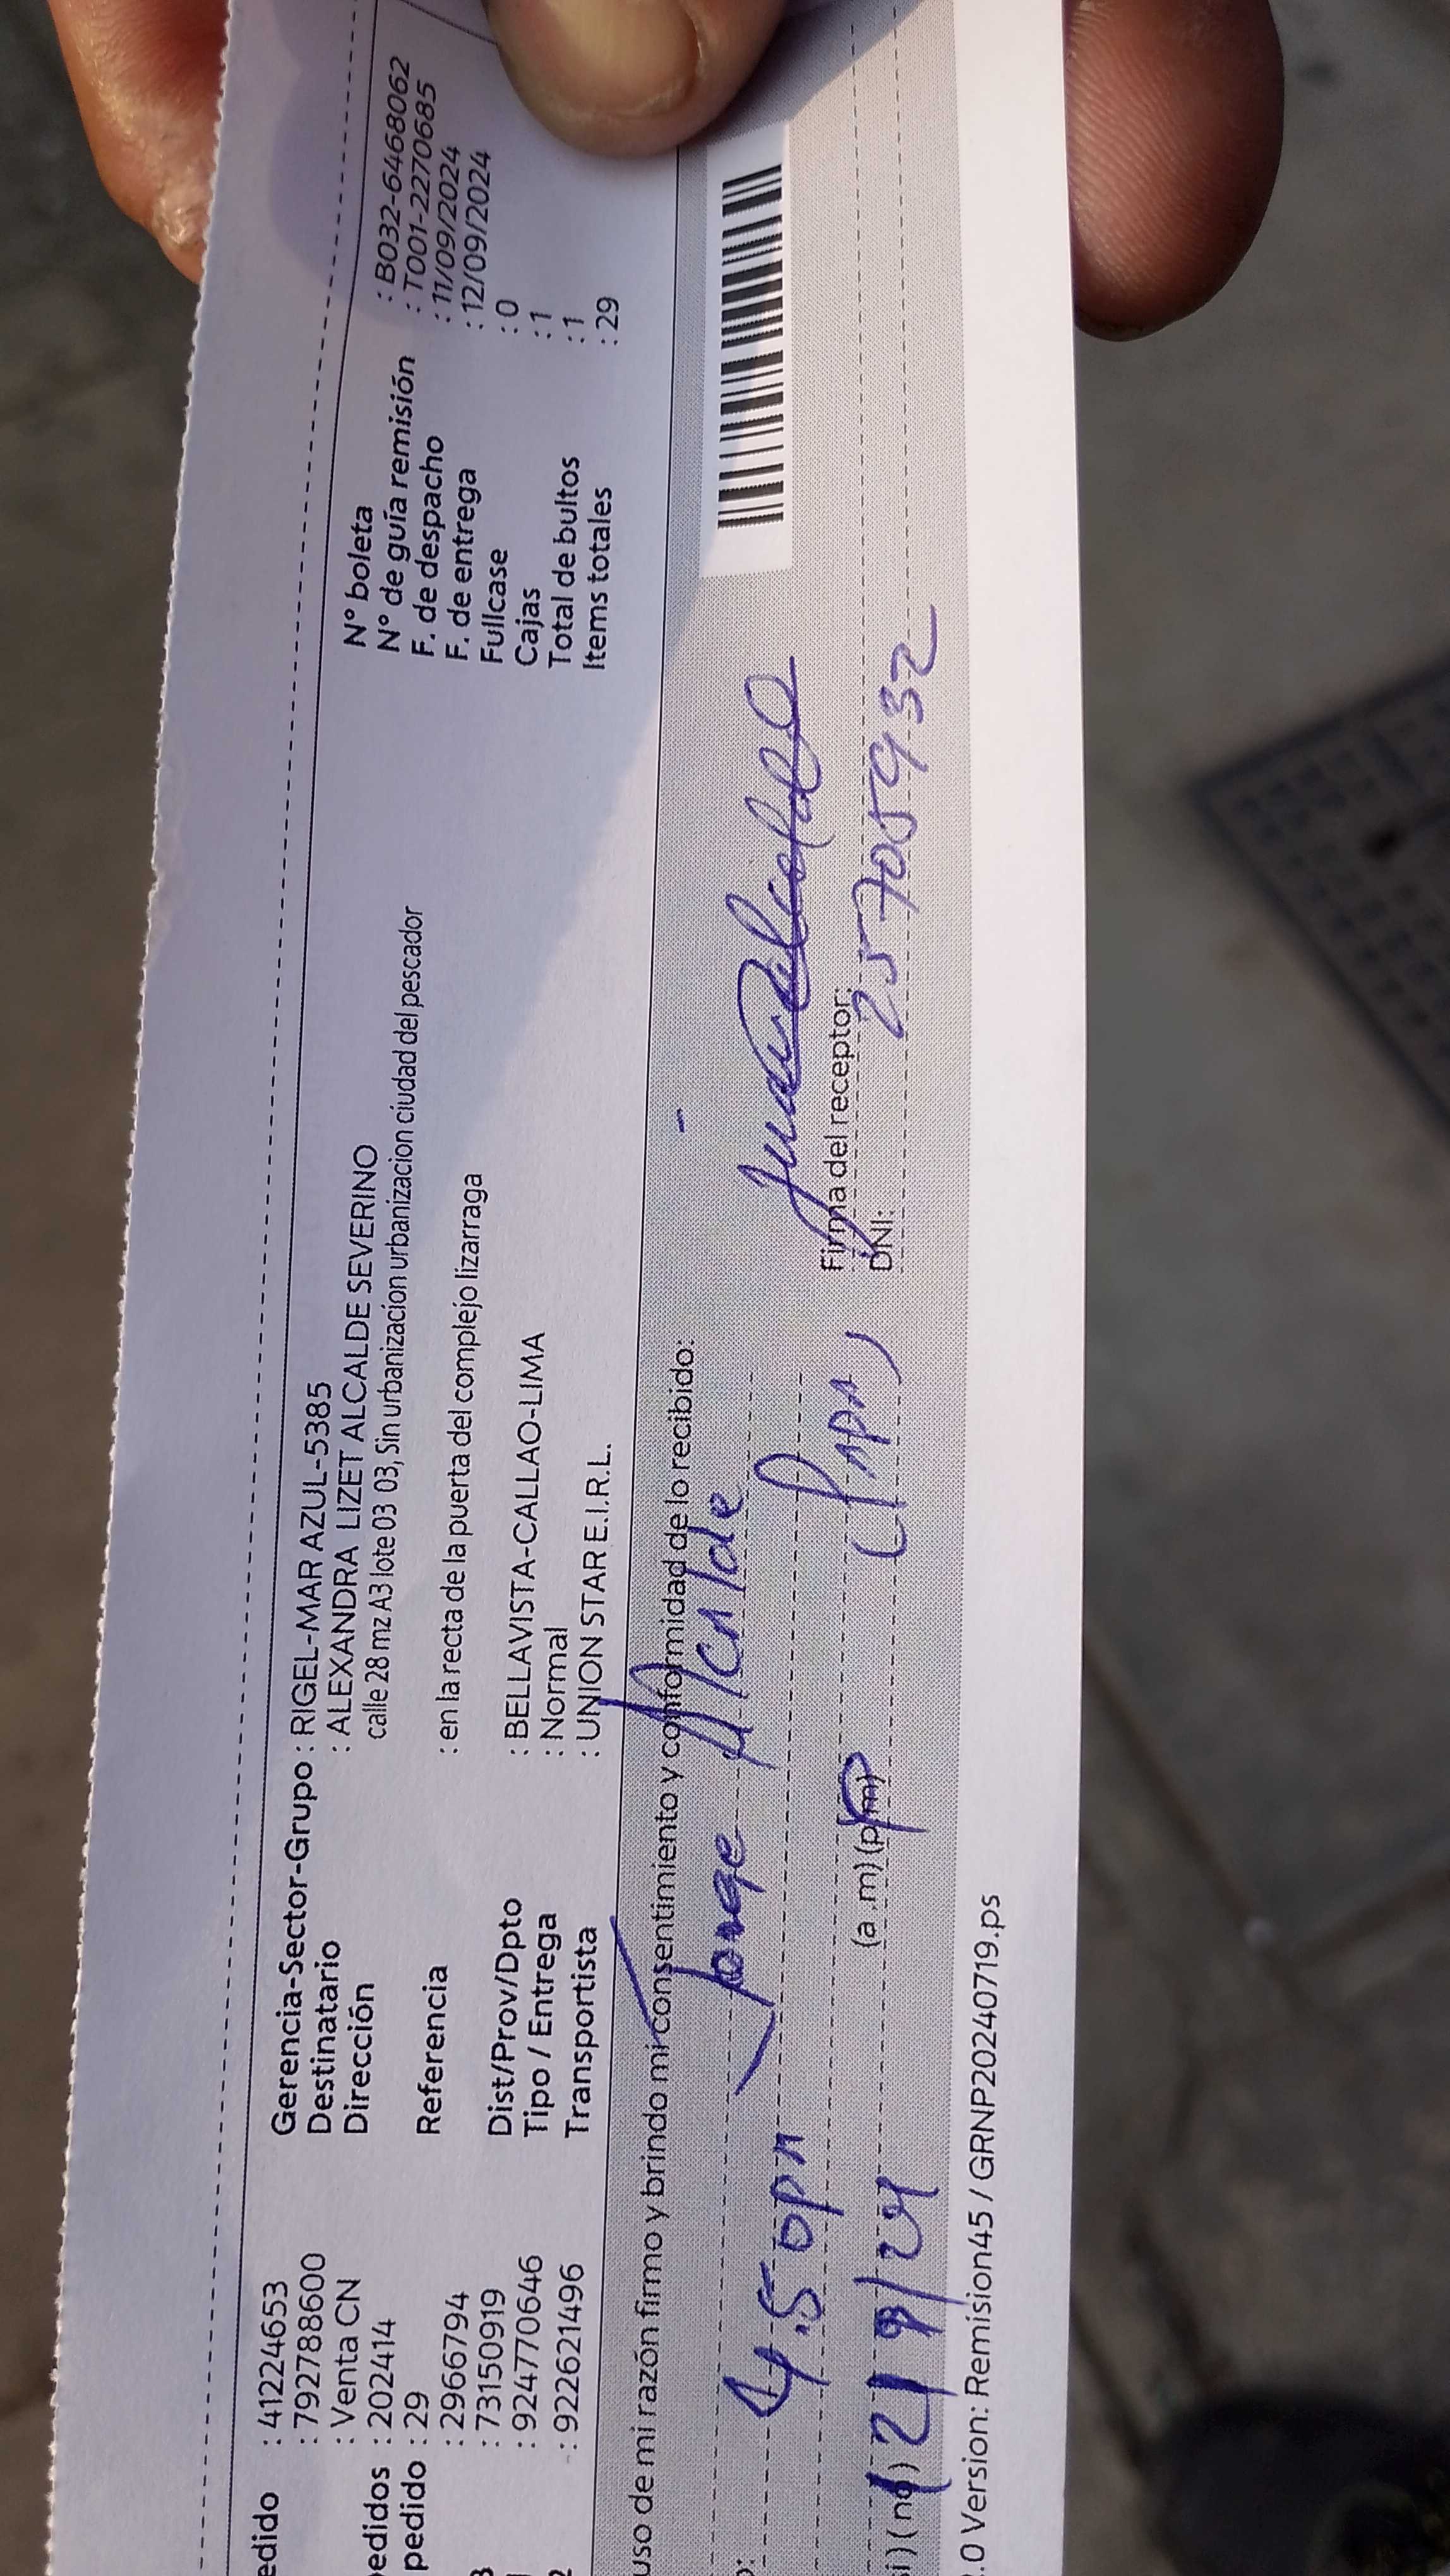 edido : 412224653 Gerencia-Sector-Grupo : RIGEL-MAR AZUL-5385
: 792788600 Destinatario : ALEXANDRA LIZET ALCALDE SEVERINO N° boleta : B032-6468062
: Venta CN Dirección calle 28 mz A3 lote 03 03, Sin urbanizacion urbanizacion ciudad del pescador N° de guía remisión : T001-2270685
edidos : 202414 F. de despacho : 11/09/2024
pedido : 29 Referencia : en la recta de la puerta del complejo lizarraga F. de entrega : 12/09/2024
: 2966794 Fullcase : 0
: 73150919 Dist/Prov/Dpto : BELLAVISTA-CALLAO-LIMA Cajas : 1
: 924770646 Tipo / Entrega : Normal Total de bultos : 1
: 922621496 Transportista : UNION STAR E.I.R.L. Items totales : 29
uso de mi razón firmo y brindo mi consentimiento y conformidad de lo recibido:
4.50pm Jorge Alcalde
Firma del receptor:
(a .m) (p.m) (Papá) DNI: 25705932
i) ( no ) 12/9/24
.0 Version: Remision45 / GRNP20240719.ps